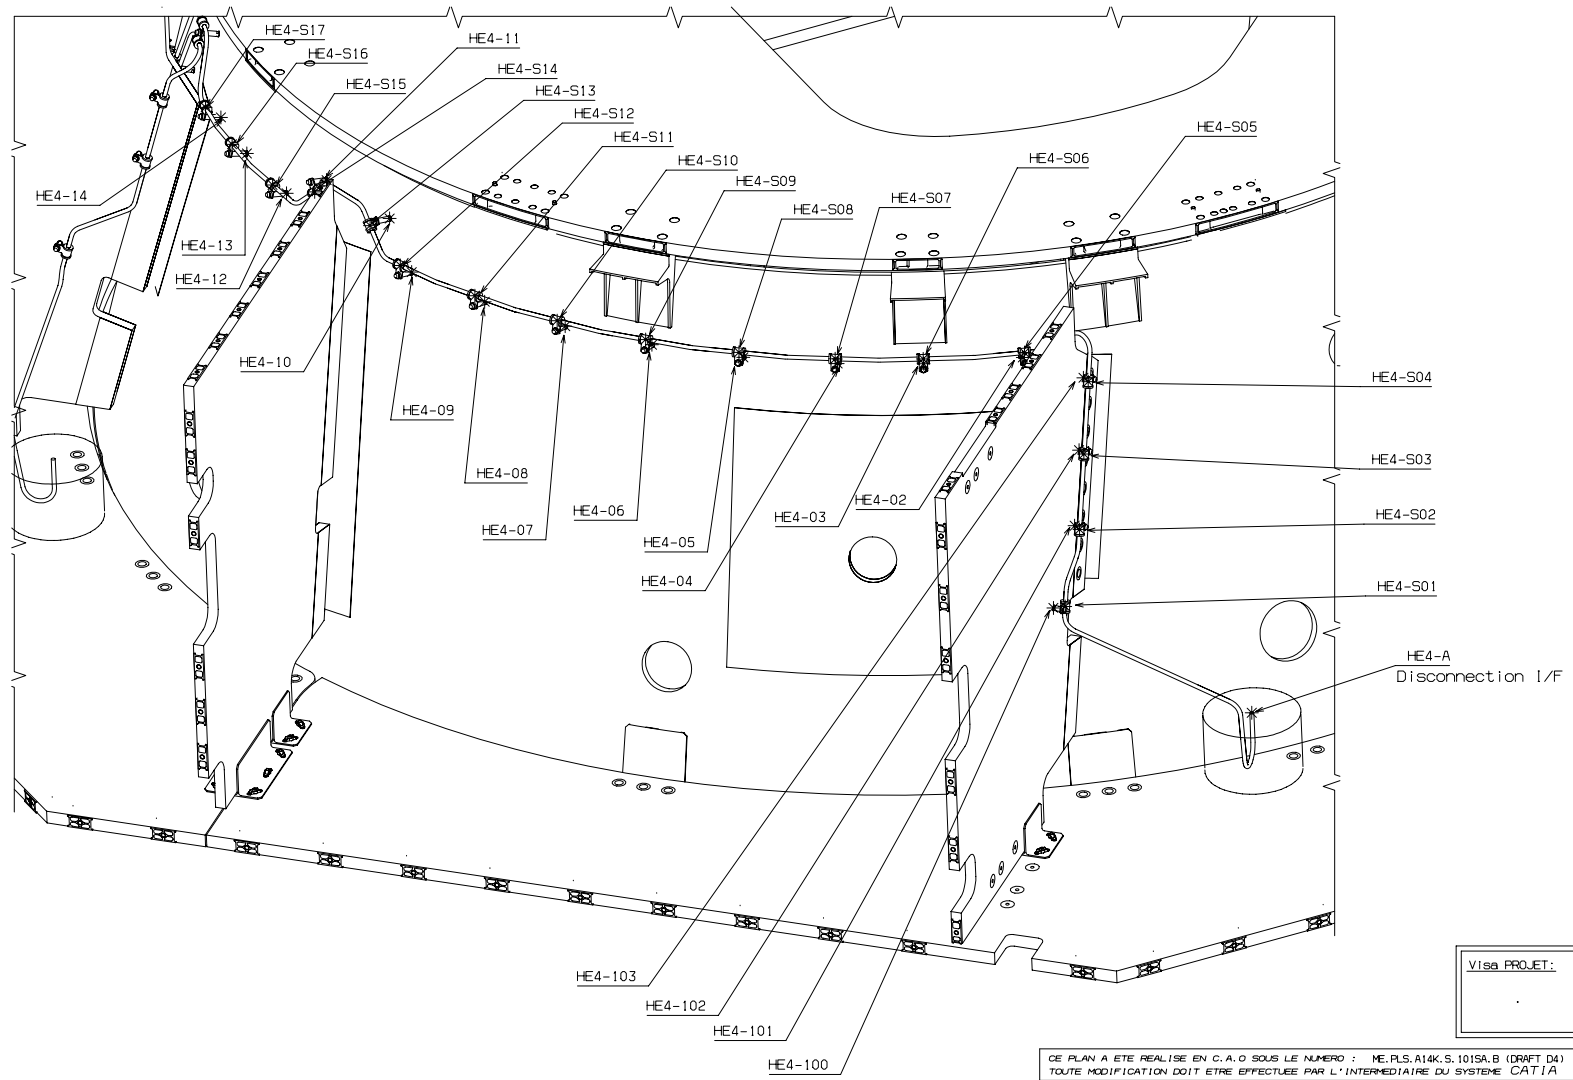 HE4-S17
HE4-S16
HE4-11
HE4-S15
HE4-S14
HE4-S13
HE4-S12
HE4-S11
HE4-S10
HE4-S09
HE4-S08
HE4-S07
HE4-S06
HE4-S05
HE4-14
HE4-13
HE4-12
HE4-10
HE4-09
HE4-08
HE4-07
HE4-06
HE4-05
HE4-04
HE4-03
HE4-02
HE4-S04
HE4-S03
HE4-S02
HE4-S01
HE4-A
Disconnection I/F
HE4-103
HE4-102
HE4-101
HE4-100
Visa PROJET:
CE PLAN A ETE REALISE EN C.A.O SOUS LE NUMERO : ME.PLS.A14K.S.101SA.B (DRAFT D4)
TOUTE MODIFICATION DOIT ETRE EFFECTUEE PAR L'INTERMEDIAIRE DU SYSTEME CATIA